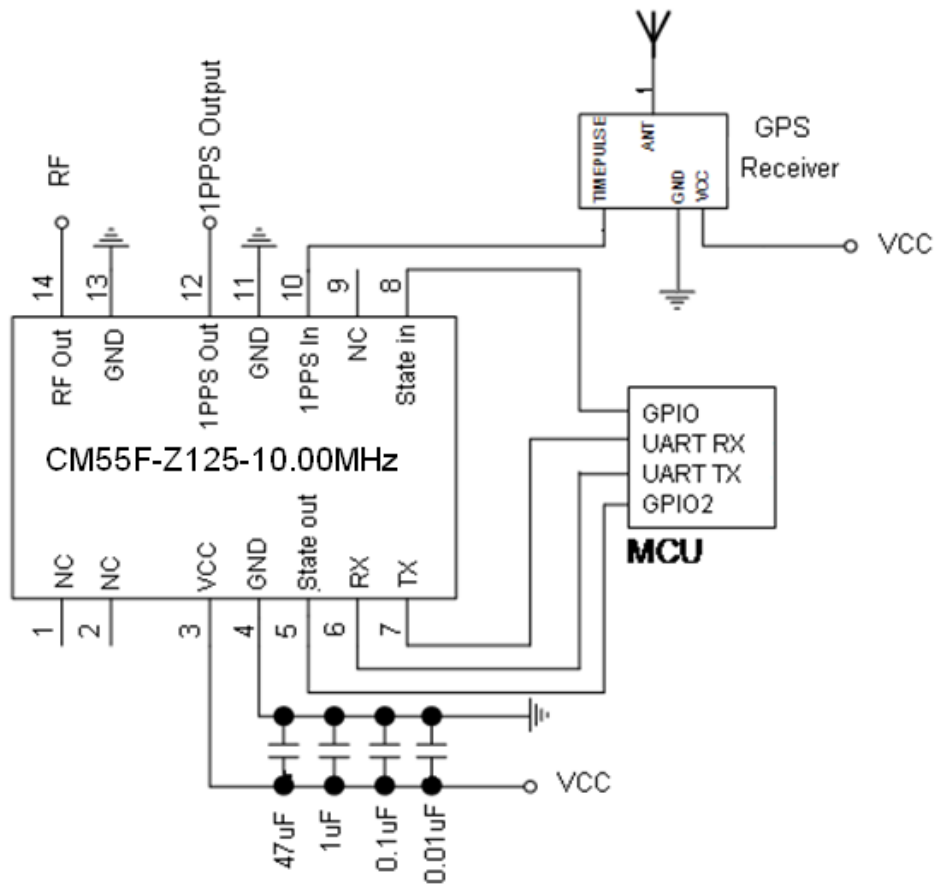 1
TIMEPULSE
ANT
GND
VCC
GPS
Receiver
VCC
RF
1PPS Output
14
13
12
11
10
9
8
RF Out
GND
1PPS Out
GND
1PPS In
NC
State in
CM55F-Z125-10.00MHz
GPIO
UART RX
UART TX
GPIO2
MCU
NC
NC
VCC
GND
State out
RX
TX
1
2
3
4
5
6
7
VCC
47uF
1uF
0.1uF
0.01uF